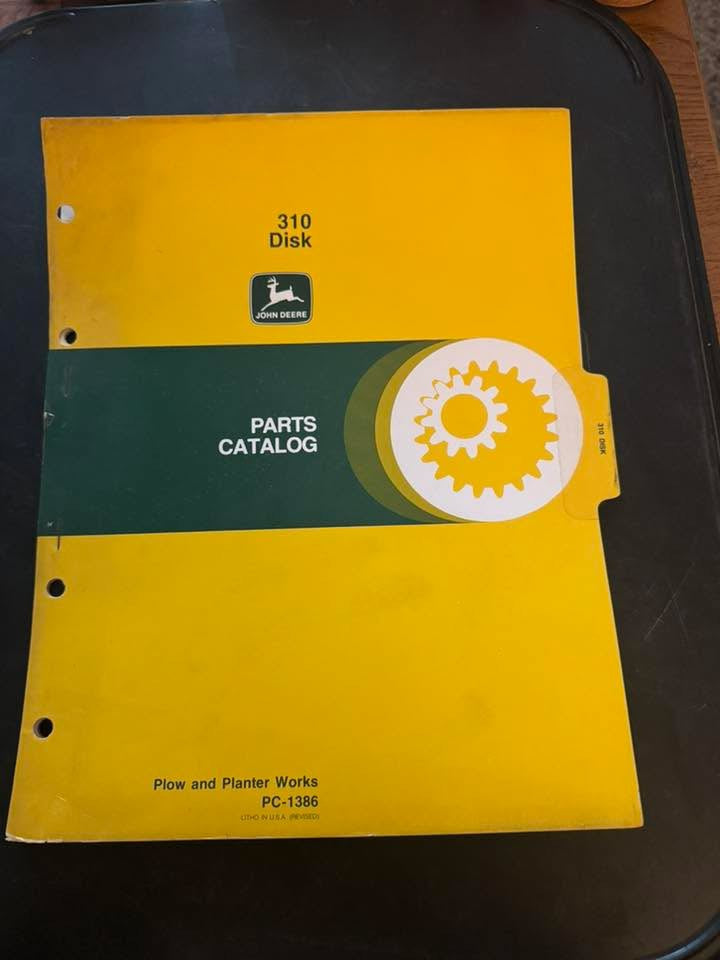 310
Disk
JOHN DEERE
PARTS
CATALOG
310 DISK
Plow and Planter Works
PC-1386
LITHO IN U.S.A. (REVISED)